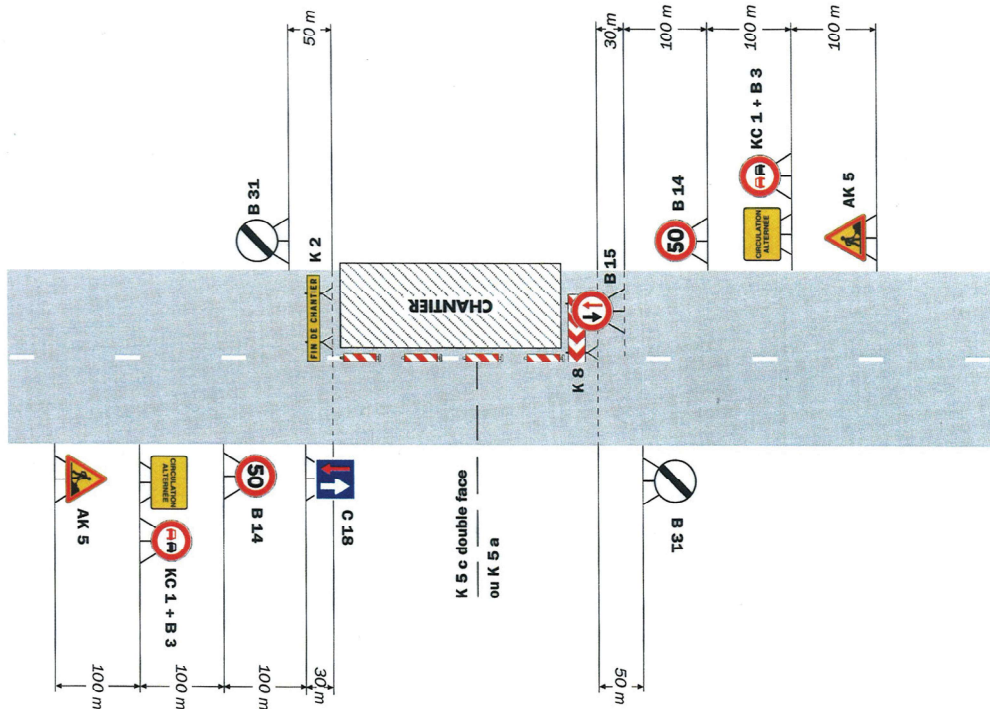 50 m
30 m
100 m
100 m
100 m
KC 1 + B 3
B 31
B 14
AK 5
50
CIRCULATION
ALTERNÉE
K 2
B 15
FIN DE CHANTIER
CHANTIER
K 8
CIRCULATION
ALTERNÉE
50
AK 5
B 14
C 18
K 5 c double face
ou K 5 a
B 31
KC 1 + B 3
100 m
100 m
100 m
30 m
50 m